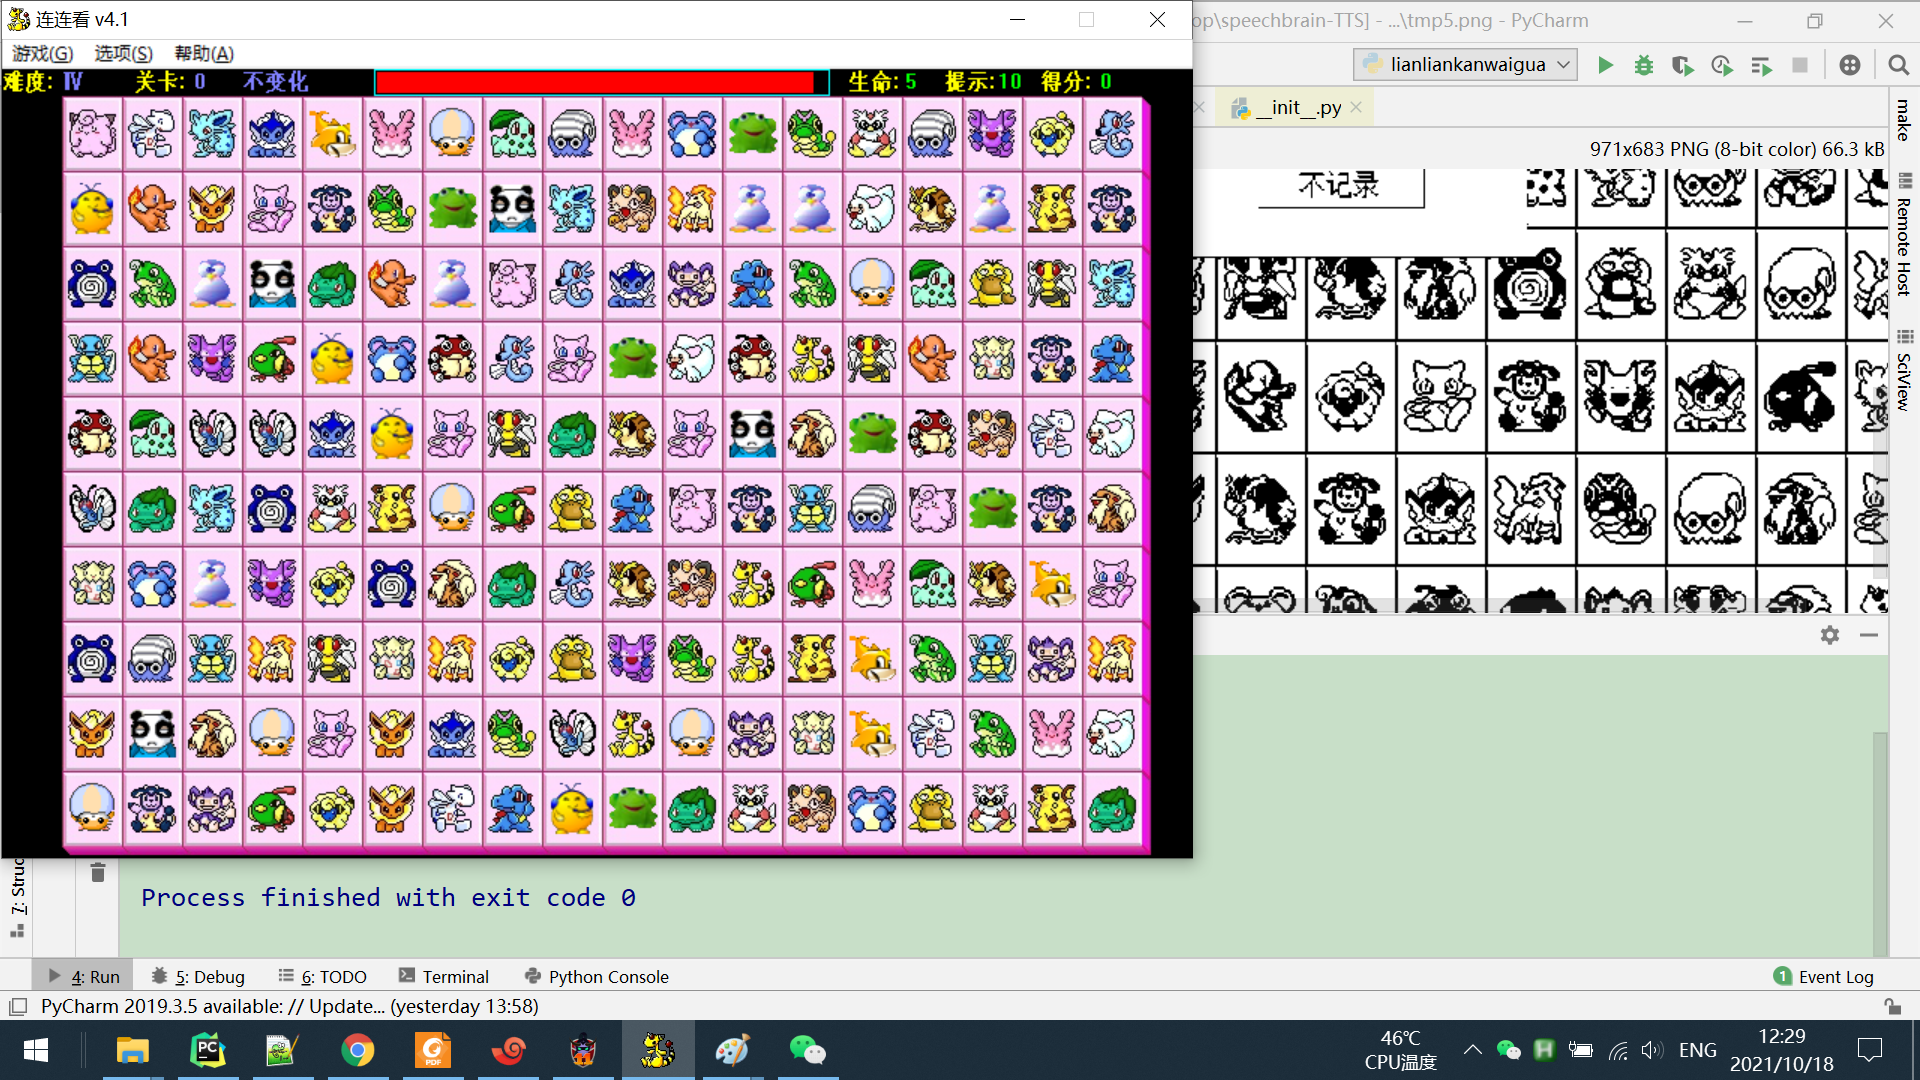 连连看 v4.1
op\speechbrain-TTS] - ...\tmp5.png - PyCharm
游戏(G) 选项(S) 帮助(A)
lianliankanwaigua
难度: Ⅳ 关卡: 0 不变化 生命: 5 提示:10 得分: 0
__init__.py
make
971x683 PNG (8-bit color) 66.3 kB
不记录
Remote Host
SciView
7: Struc
Process finished with exit code 0
4: Run 5: Debug 6: TODO Terminal Python Console 1 Event Log
PyCharm 2019.3.5 available: // Update... (yesterday 13:58)
PC
PDF
46℃
CPU温度
H
ENG
12:29
2021/10/18